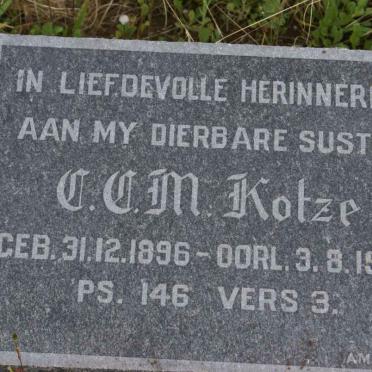 IN LIEFDEVOLLE HERINNER
AAN MY DIERBARE SUST
C.C.M. Kotze
GEB. 31.12.1896 - OORL. 3.8.19
PS. 146 VERS 3.
AM